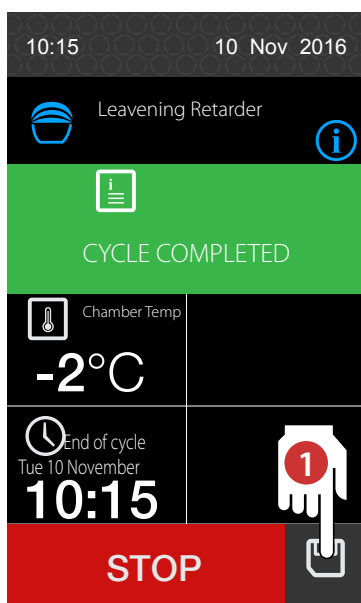 10:15 10 Nov 2016
Leavening Retarder
i
i
CYCLE COMPLETED
Chamber Temp
-2°C
End of cycle
Tue 10 November
10:15
1
STOP